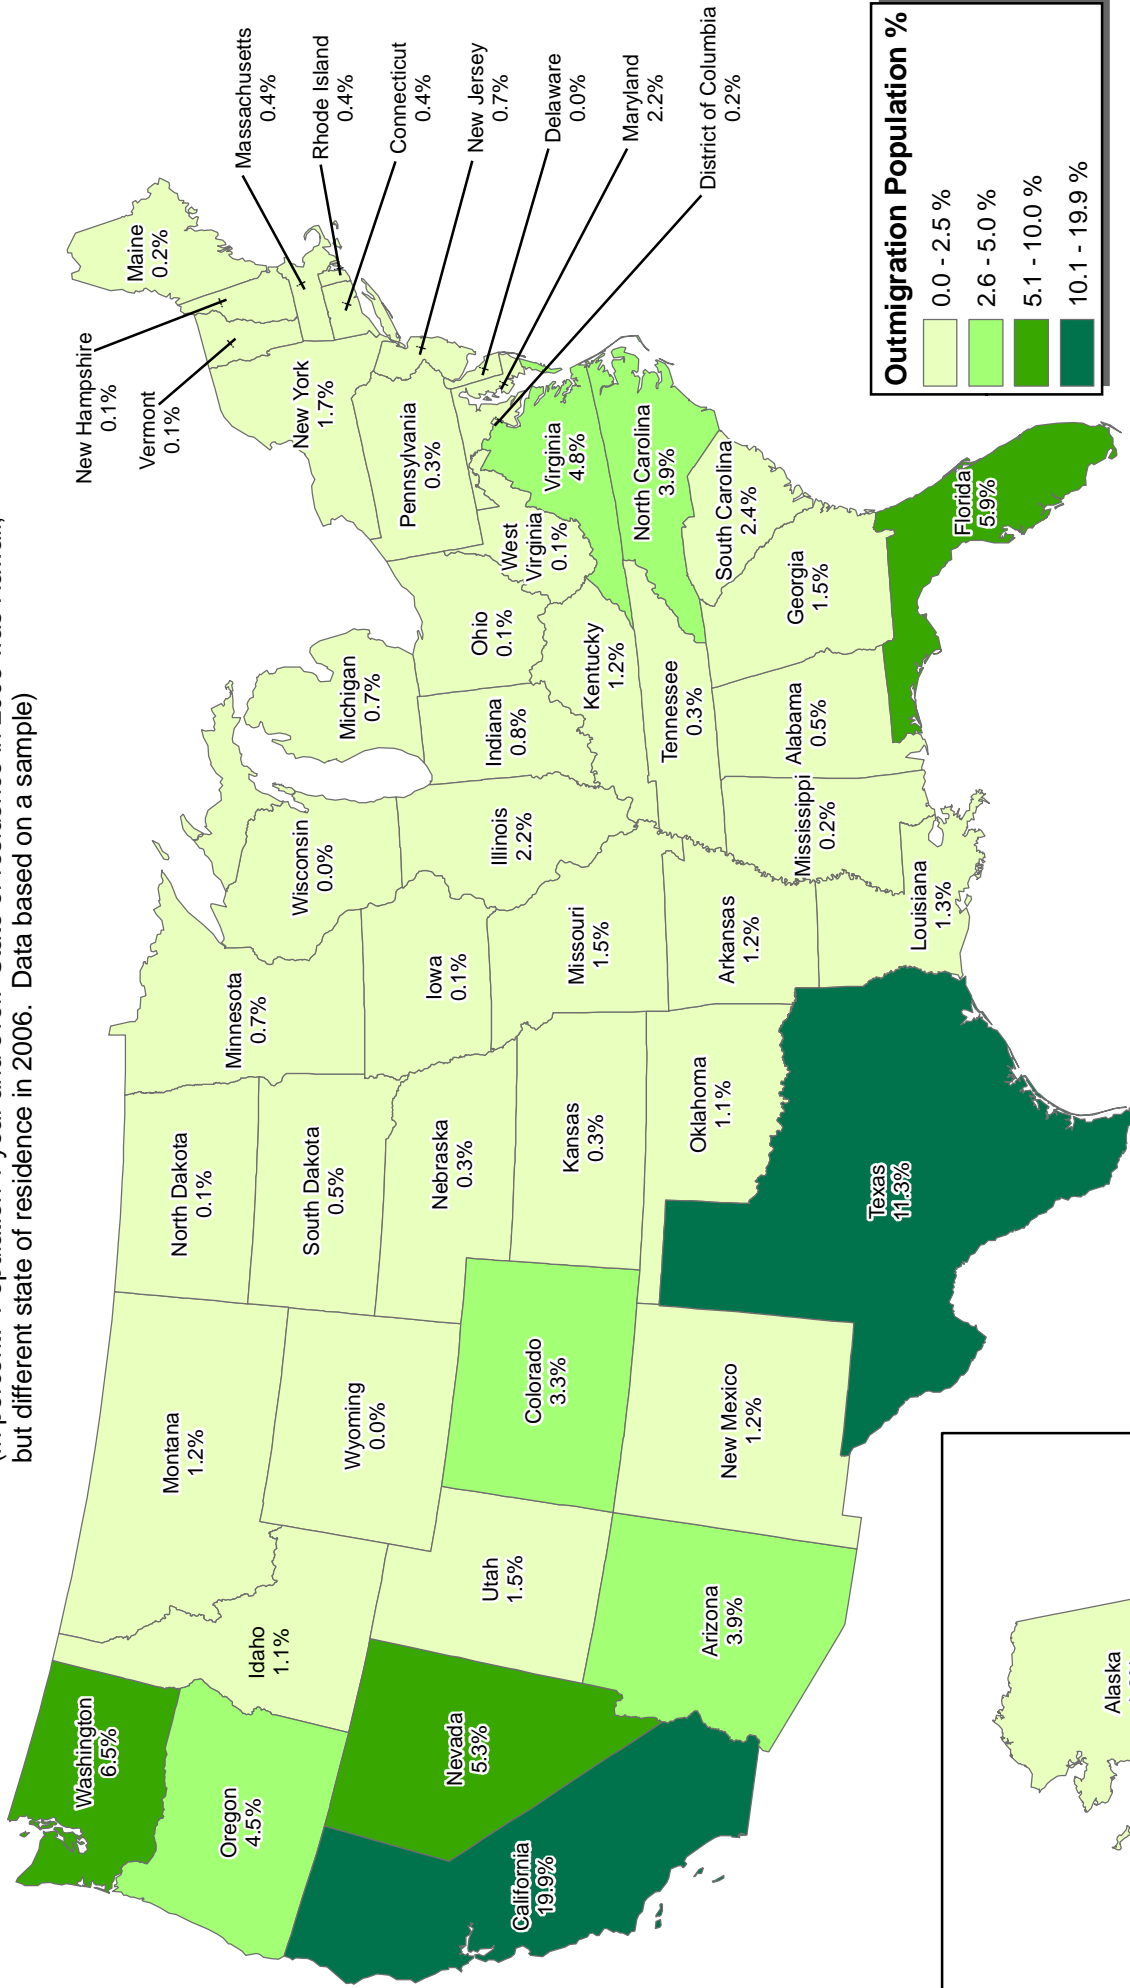 but different state of residence in 2006.  Data based on a sample)
Washington
6.5%
Oregon
4.5%
California
19.9%
Nevada
5.3%
Idaho
1.1%
Montana
1.2%
Wyoming
0.0%
Utah
1.5%
Arizona
3.9%
Colorado
3.3%
New Mexico
1.2%
North Dakota
0.1%
South Dakota
0.5%
Nebraska
0.3%
Kansas
0.3%
Oklahoma
1.1%
Texas
11.3%
Minnesota
0.7%
Iowa
0.1%
Missouri
1.5%
Arkansas
1.2%
Louisiana
1.3%
Wisconsin
0.0%
Illinois
2.2%
Michigan
0.7%
Indiana
0.8%
Ohio
0.1%
Kentucky
1.2%
Tennessee
0.3%
Mississippi
0.2%
Alabama
0.5%
Georgia
1.5%
Florida
5.9%
South Carolina
2.4%
North Carolina
3.9%
Virginia
4.8%
West
Virginia
0.1%
Pennsylvania
0.3%
New York
1.7%
Vermont
0.1%
New Hampshire
0.1%
Maine
0.2%
Massachusetts
0.4%
Rhode Island
0.4%
Connecticut
0.4%
New Jersey
0.7%
Delaware
0.0%
Maryland
2.2%
District of Columbia
0.2%
Alaska
Outmigration Population %
0.0 - 2.5 %
2.6 - 5.0 %
5.1 - 10.0 %
10.1 - 19.9 %